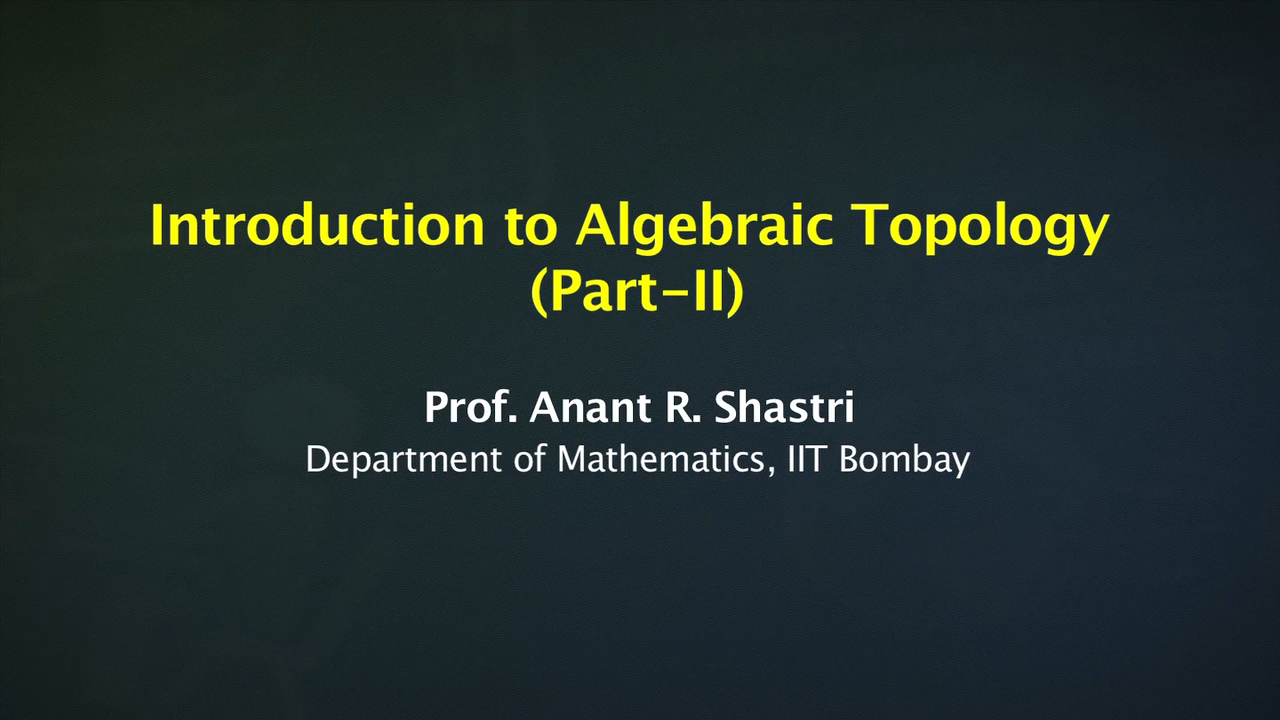 Introduction to Algebraic Topology
(Part-II)
Prof. Anant R. Shastri
Department of Mathematics, IIT Bombay